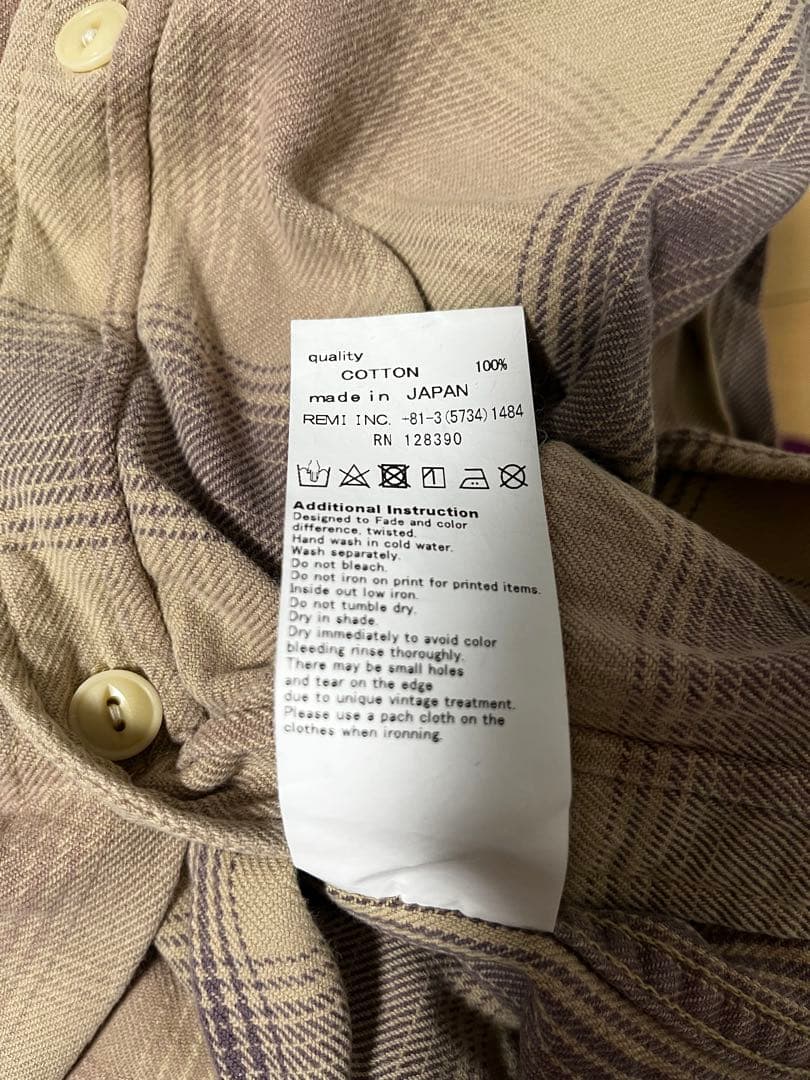 quality
COTTON 100%
made in JAPAN
REMI INC. -81-3(5734)1484
RN 128390
Additional Instruction
Designed to Fade and color
difference, twisted.
Hand wash in cold water.
Wash separately.
Do not bleach.
Do not iron on print for printed items.
Inside out low iron.
Do not tumble dry.
Dry in shade.
Dry immediately to avoid color
bleeding rinse thoroughly.
There may be small holes
and tear on the edge
due to unique vintage treatment.
Please use a pach cloth on the
clothes when ironning.